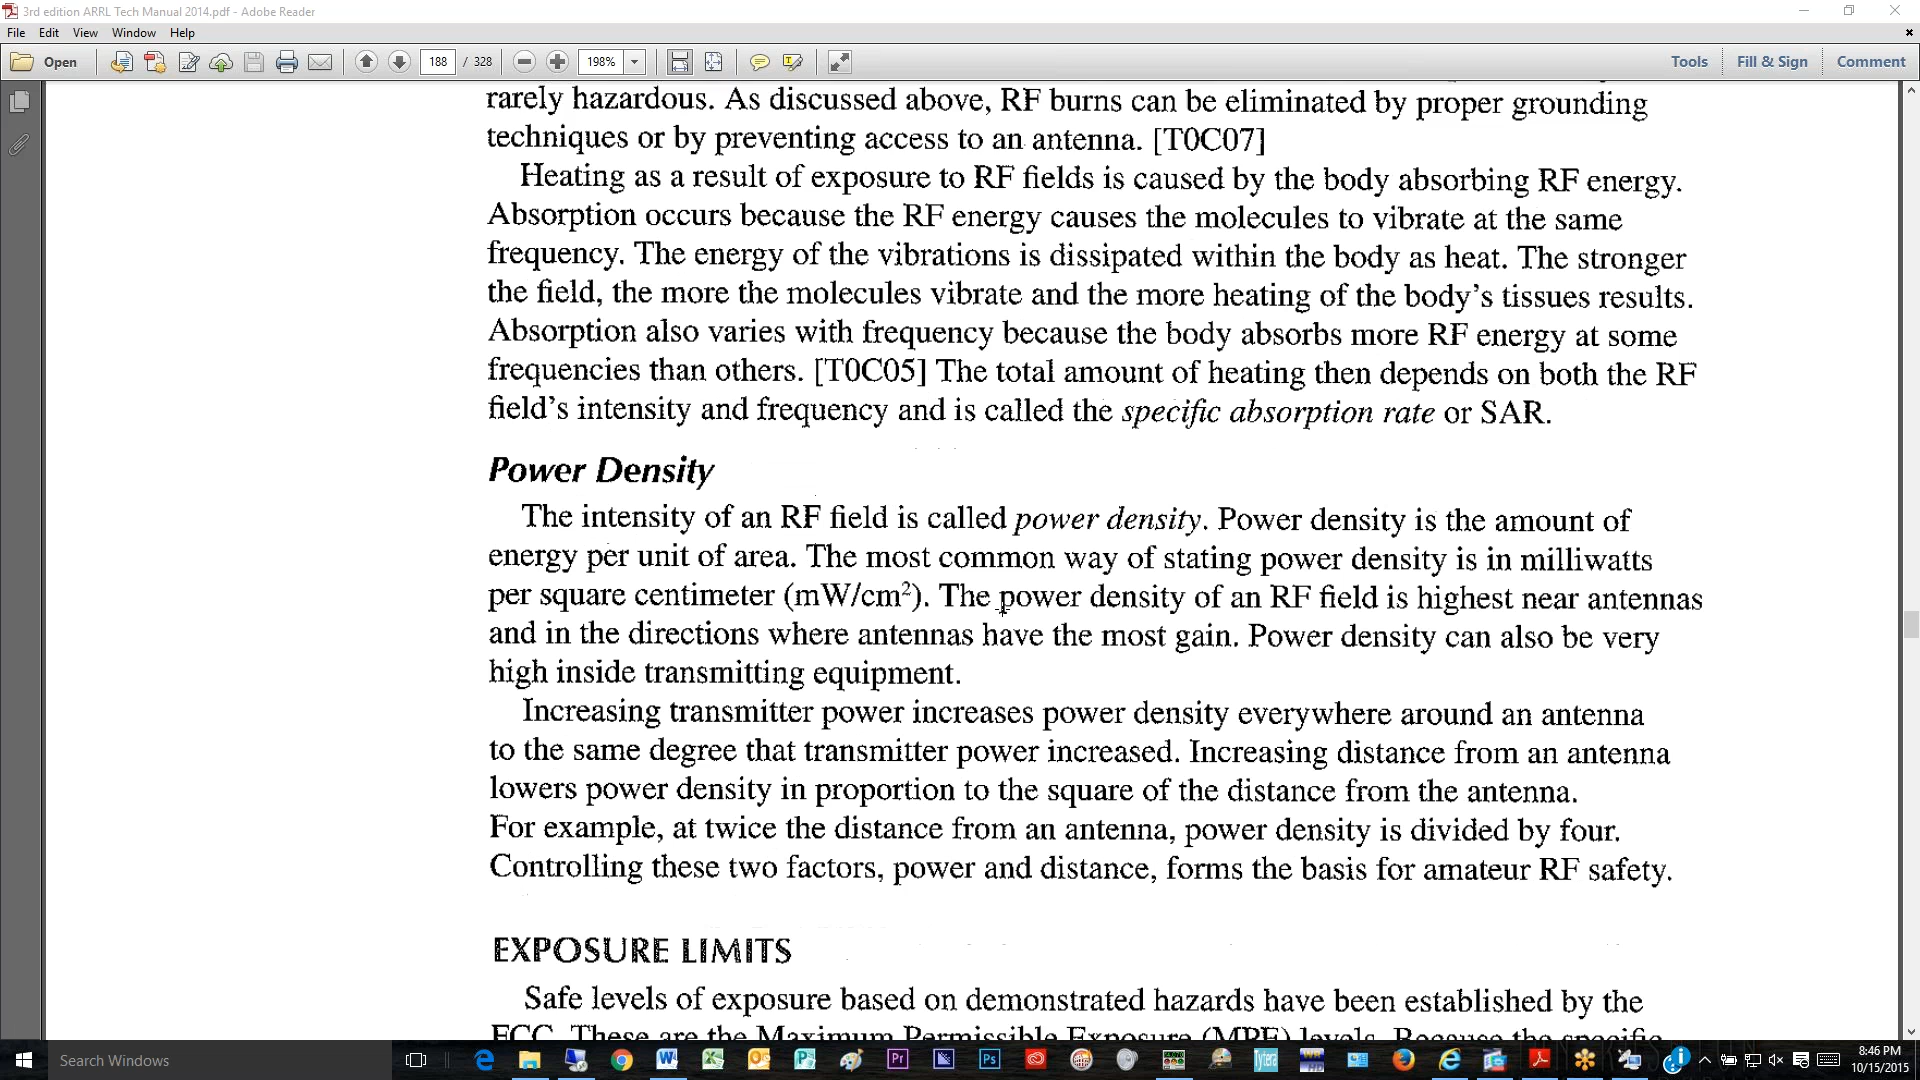 3rd edition ARRL Tech Manual 2014.pdf - Adobe Reader
File Edit View Window Help
Open 188 / 328 198% Tools Fill & Sign Comment
rarely hazardous. As discussed above, RF burns can be eliminated by proper grounding
techniques or by preventing access to an antenna. [T0C07]
Heating as a result of exposure to RF fields is caused by the body absorbing RF energy.
Absorption occurs because the RF energy causes the molecules to vibrate at the same
frequency. The energy of the vibrations is dissipated within the body as heat. The stronger
the field, the more the molecules vibrate and the more heating of the body's tissues results.
Absorption also varies with frequency because the body absorbs more RF energy at some
frequencies than others. [T0C05] The total amount of heating then depends on both the RF
field's intensity and frequency and is called the specific absorption rate or SAR.
Power Density
The intensity of an RF field is called power density. Power density is the amount of
energy per unit of area. The most common way of stating power density is in milliwatts
per square centimeter (mW/cm²). The power density of an RF field is highest near antennas
and in the directions where antennas have the most gain. Power density can also be very
high inside transmitting equipment.
Increasing transmitter power increases power density everywhere around an antenna
to the same degree that transmitter power increased. Increasing distance from an antenna
lowers power density in proportion to the square of the distance from the antenna.
For example, at twice the distance from an antenna, power density is divided by four.
Controlling these two factors, power and distance, forms the basis for amateur RF safety.
EXPOSURE LIMITS
Safe levels of exposure based on demonstrated hazards have been established by the
FCC. These are the Maximum Permissible Exposure (MPE) levels. Because the specific
Search Windows
8:46 PM
10/15/2015